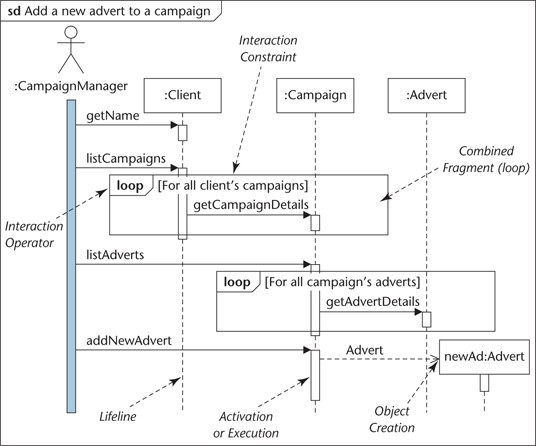 sd Add a new advert to a campaign
Interaction
Constraint
:CampaignManager
:Client
:Campaign
:Advert
getName
listCampaigns
Combined
Fragment (loop)
loop
[For all client's campaigns]
getCampaignDetails
Interaction
Operator
listAdverts
loop
[For all campaign's adverts]
getAdvertDetails
addNewAdvert
Advert
newAd:Advert
Lifeline
Activation
or Execution
Object
Creation